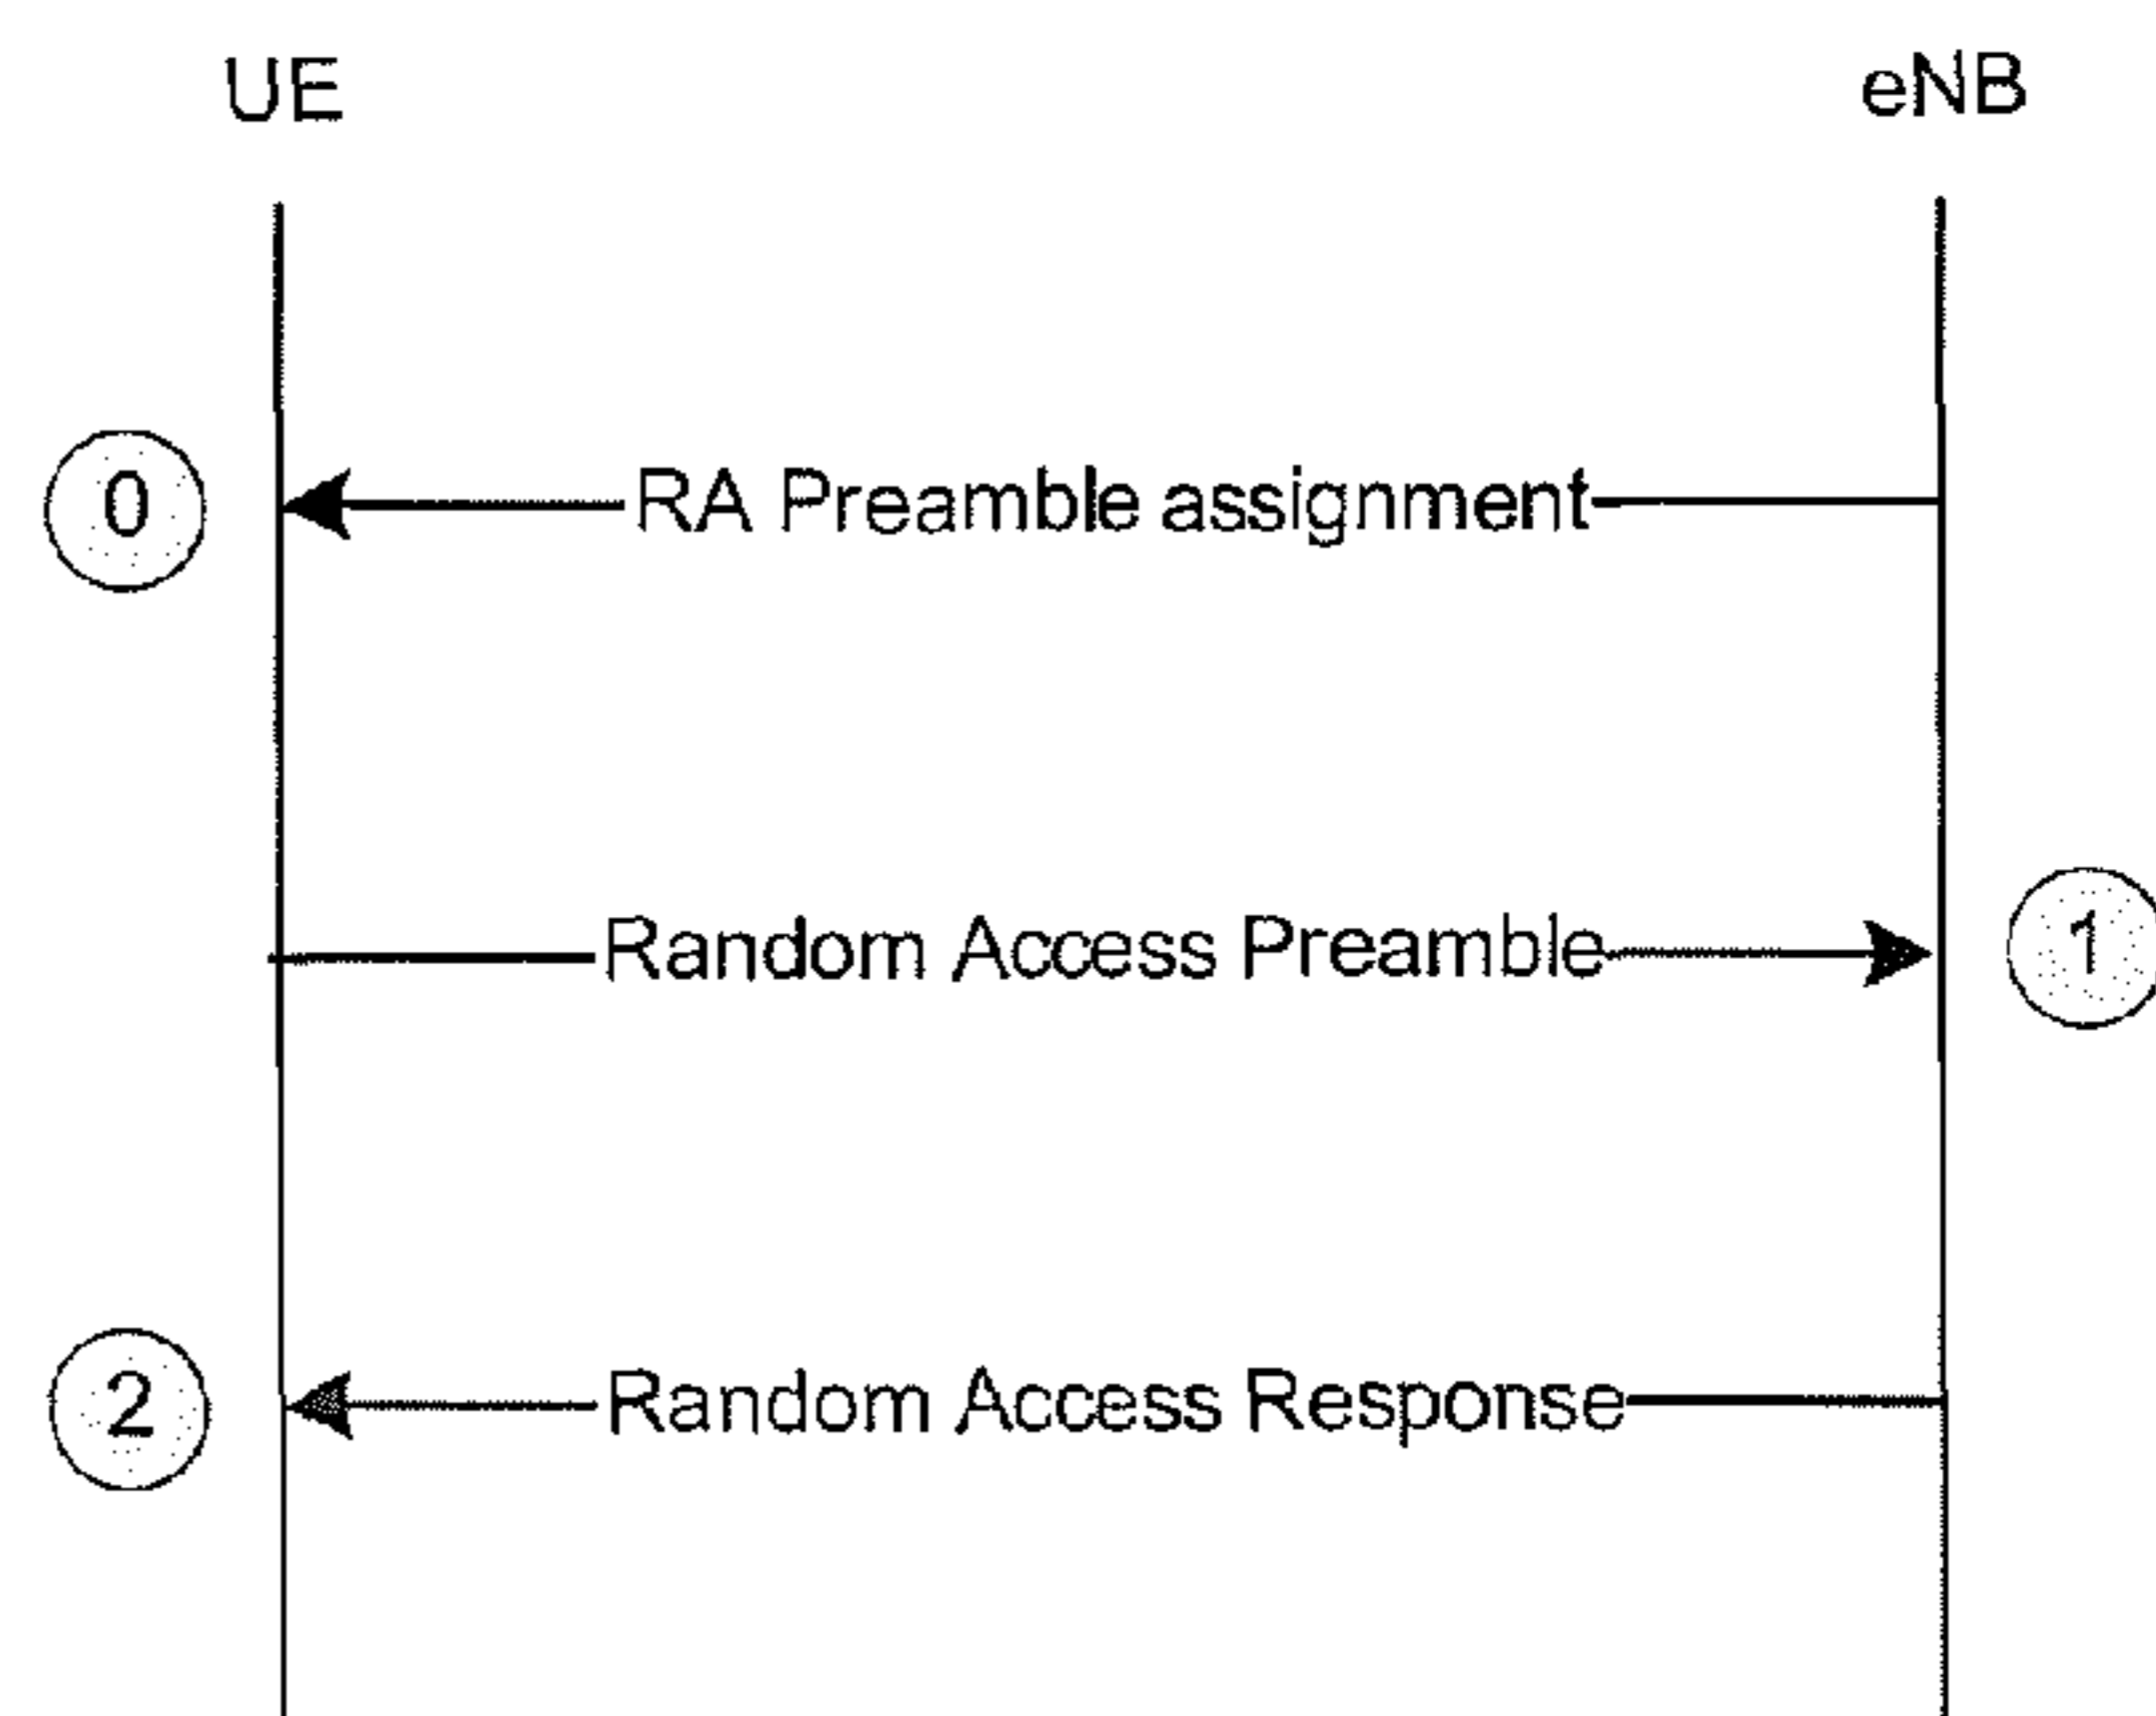 UE eNB
0 RA Preamble assignment
Random Access Preamble 1
2 Random Access Response